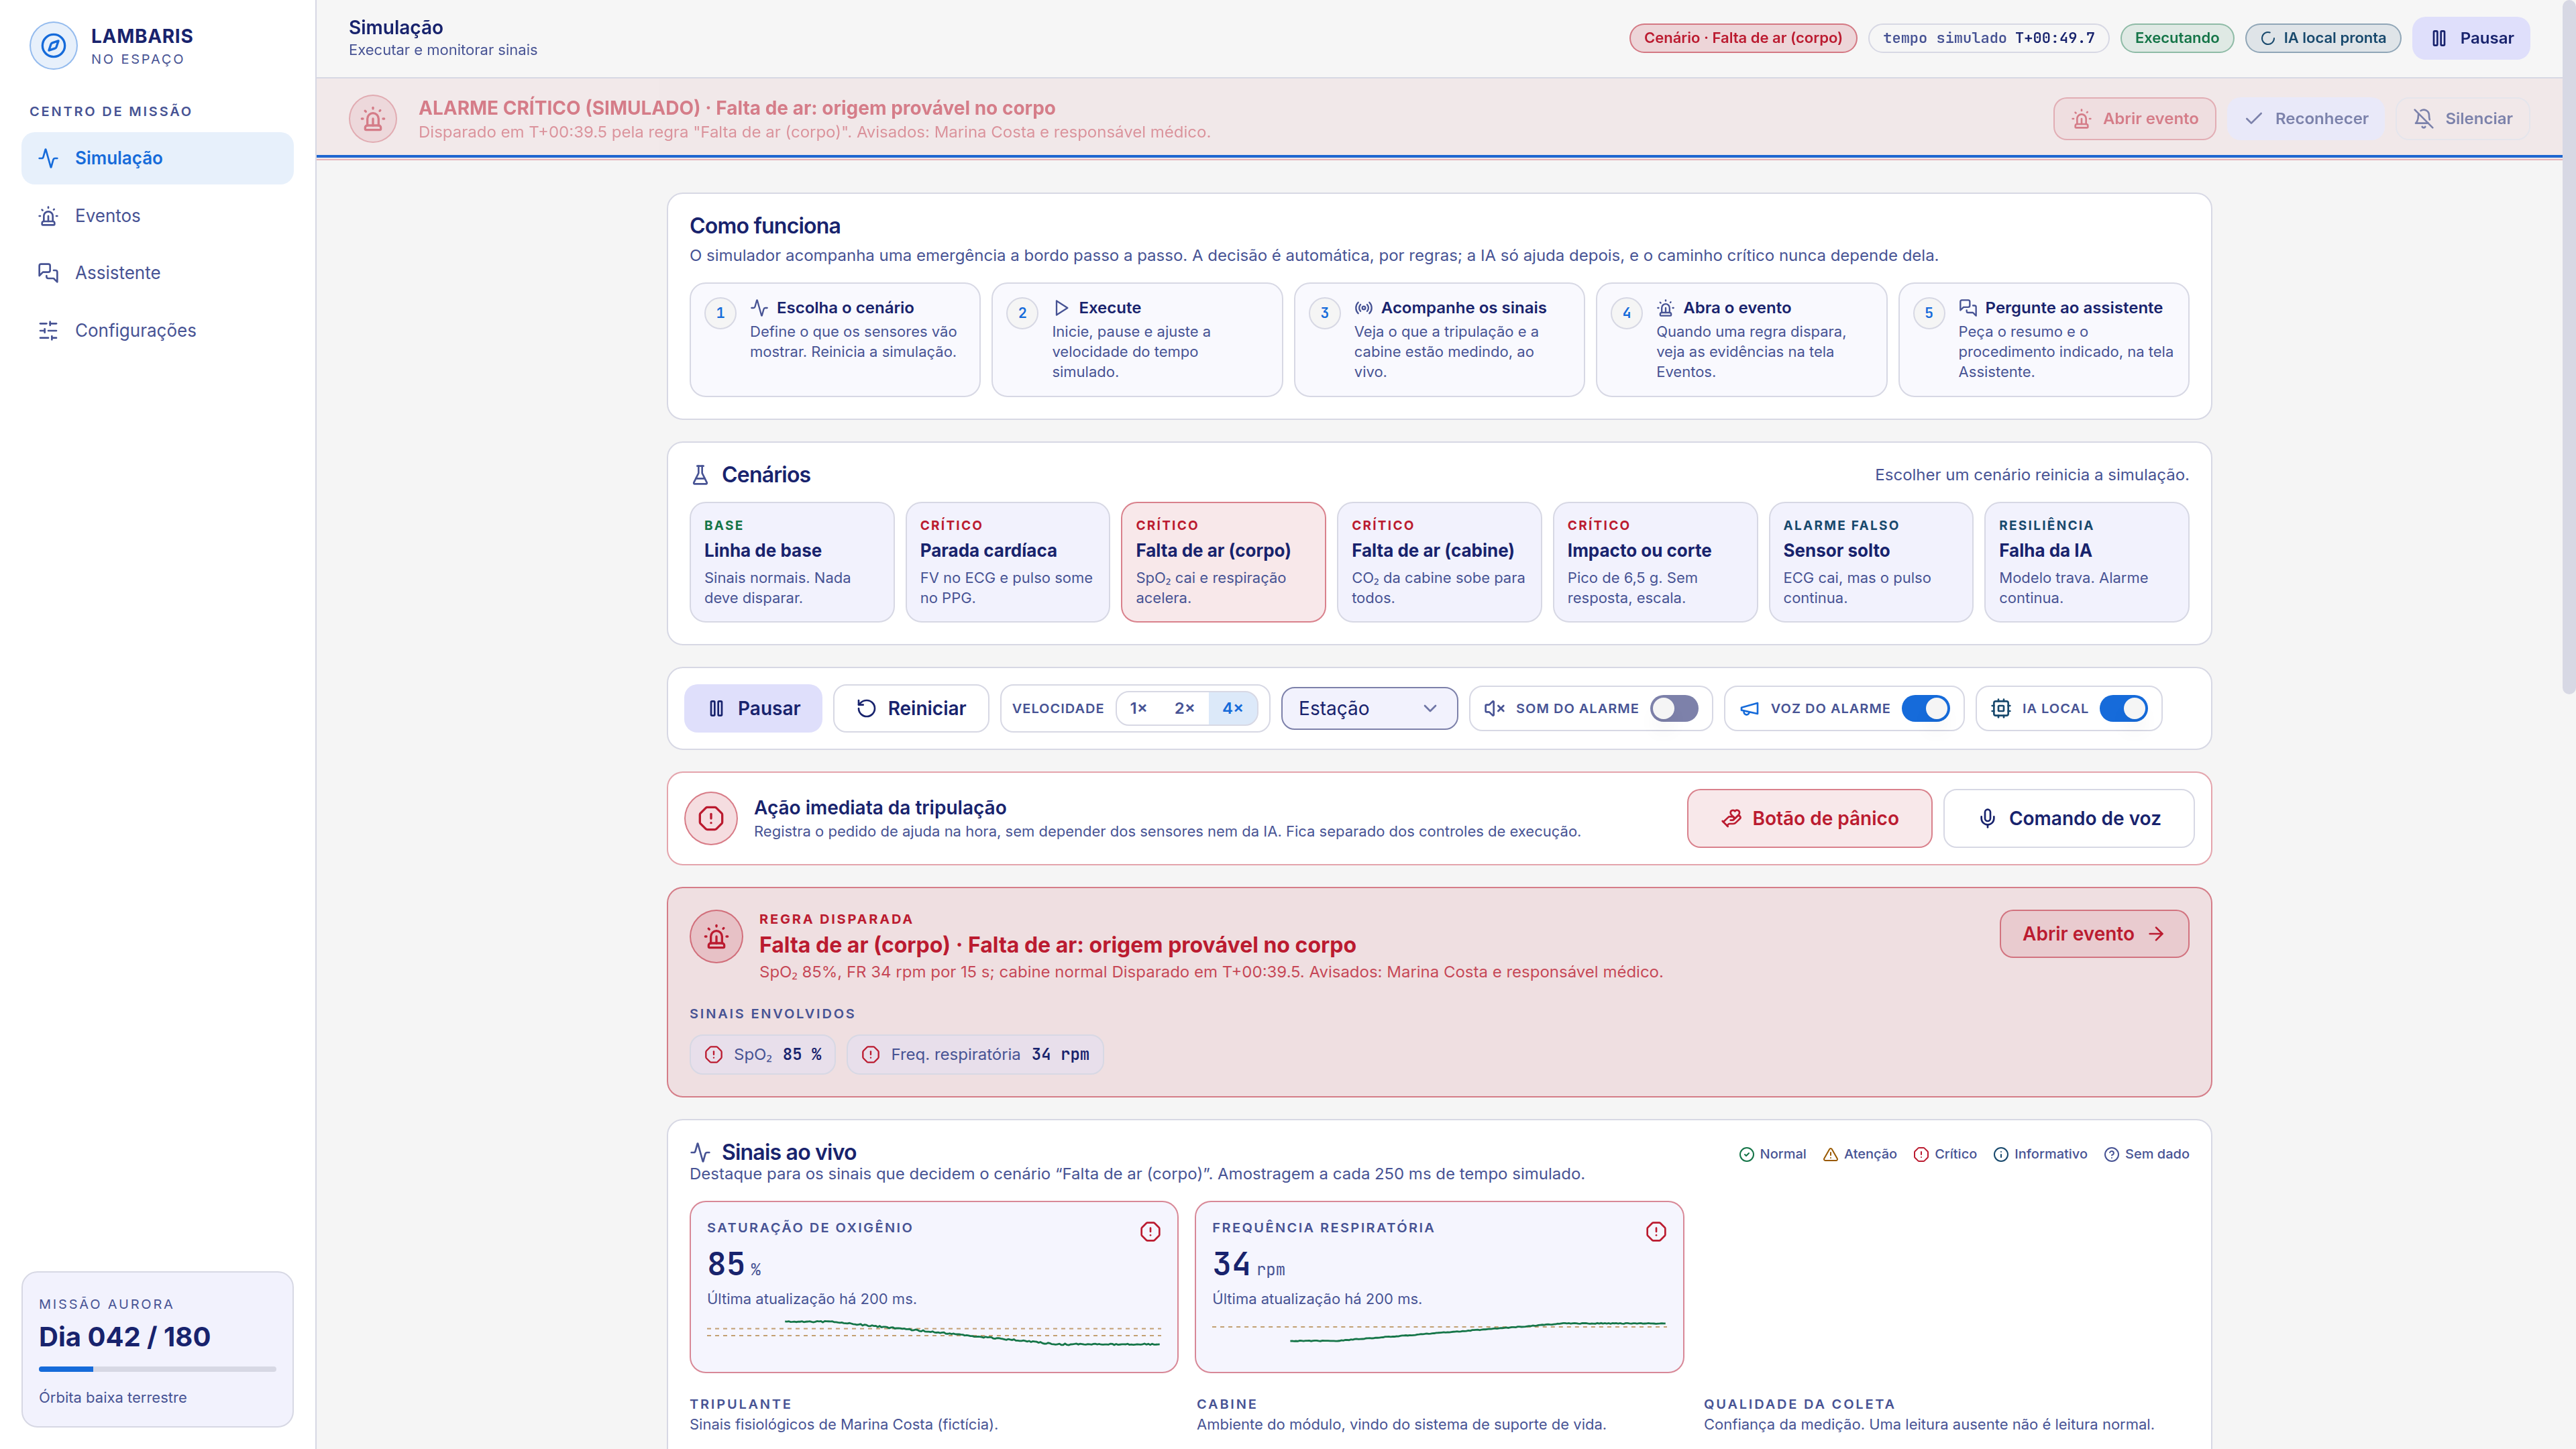 LAMBARIS
NO ESPAÇO
CENTRO DE MISSÃO
Simulação
Eventos
Assistente
Configurações
MISSÃO AURORA
Dia 042 / 180
Órbita baixa terrestre
Simulação
Executar e monitorar sinais
Cenário · Falta de ar (corpo)
tempo simulado T+00:49.7
Executando
IA local pronta
Pausar
ALARME CRÍTICO (SIMULADO) · Falta de ar: origem provável no corpo
Disparado em T+00:39.5 pela regra "Falta de ar (corpo)". Avisados: Marina Costa e responsável médico.
Abrir evento
Reconhecer
Silenciar
Como funciona
O simulador acompanha uma emergência a bordo passo a passo. A decisão é automática, por regras; a IA só ajuda depois, e o caminho crítico nunca depende dela.
1
Escolha o cenário
Define o que os sensores vão
mostrar. Reinicia a simulação.
2
Execute
Inicie, pause e ajuste a
velocidade do tempo
simulado.
3
Acompanhe os sinais
Veja o que a tripulação e a
cabine estão medindo, ao
vivo.
4
Abra o evento
Quando uma regra dispara,
veja as evidências na tela
Eventos.
5
Pergunte ao assistente
Peça o resumo e o
procedimento indicado, na tela
Assistente.
Cenários
Escolher um cenário reinicia a simulação.
BASE
Linha de base
Sinais normais. Nada
deve disparar.
CRÍTICO
Parada cardíaca
FV no ECG e pulso some
no PPG.
CRÍTICO
Falta de ar (corpo)
SpO₂ cai e respiração
acelera.
CRÍTICO
Falta de ar (cabine)
CO₂ da cabine sobe para
todos.
CRÍTICO
Impacto ou corte
Pico de 6,5 g. Sem
resposta, escala.
ALARME FALSO
Sensor solto
ECG cai, mas o pulso
continua.
RESILIÊNCIA
Falha da IA
Modelo trava. Alarme
continua.
Pausar
Reiniciar
VELOCIDADE
1×
2×
4×
Estação
SOM DO ALARME
VOZ DO ALARME
IA LOCAL
Ação imediata da tripulação
Registra o pedido de ajuda na hora, sem depender dos sensores nem da IA. Fica separado dos controles de execução.
Botão de pânico
Comando de voz
REGRA DISPARADA
Falta de ar (corpo) · Falta de ar: origem provável no corpo
SpO₂ 85%, FR 34 rpm por 15 s; cabine normal Disparado em T+00:39.5. Avisados: Marina Costa e responsável médico.
Abrir evento
SINAIS ENVOLVIDOS
SpO₂ 85 %
Freq. respiratória 34 rpm
Sinais ao vivo
Destaque para os sinais que decidem o cenário “Falta de ar (corpo)”. Amostragem a cada 250 ms de tempo simulado.
Normal
Atenção
Crítico
Informativo
Sem dado
SATURAÇÃO DE OXIGÊNIO
85 %
Última atualização há 200 ms.
FREQUÊNCIA RESPIRATÓRIA
34 rpm
Última atualização há 200 ms.
TRIPULANTE
Sinais fisiológicos de Marina Costa (fictícia).
CABINE
Ambiente do módulo, vindo do sistema de suporte de vida.
QUALIDADE DA COLETA
Confiança da medição. Uma leitura ausente não é leitura normal.